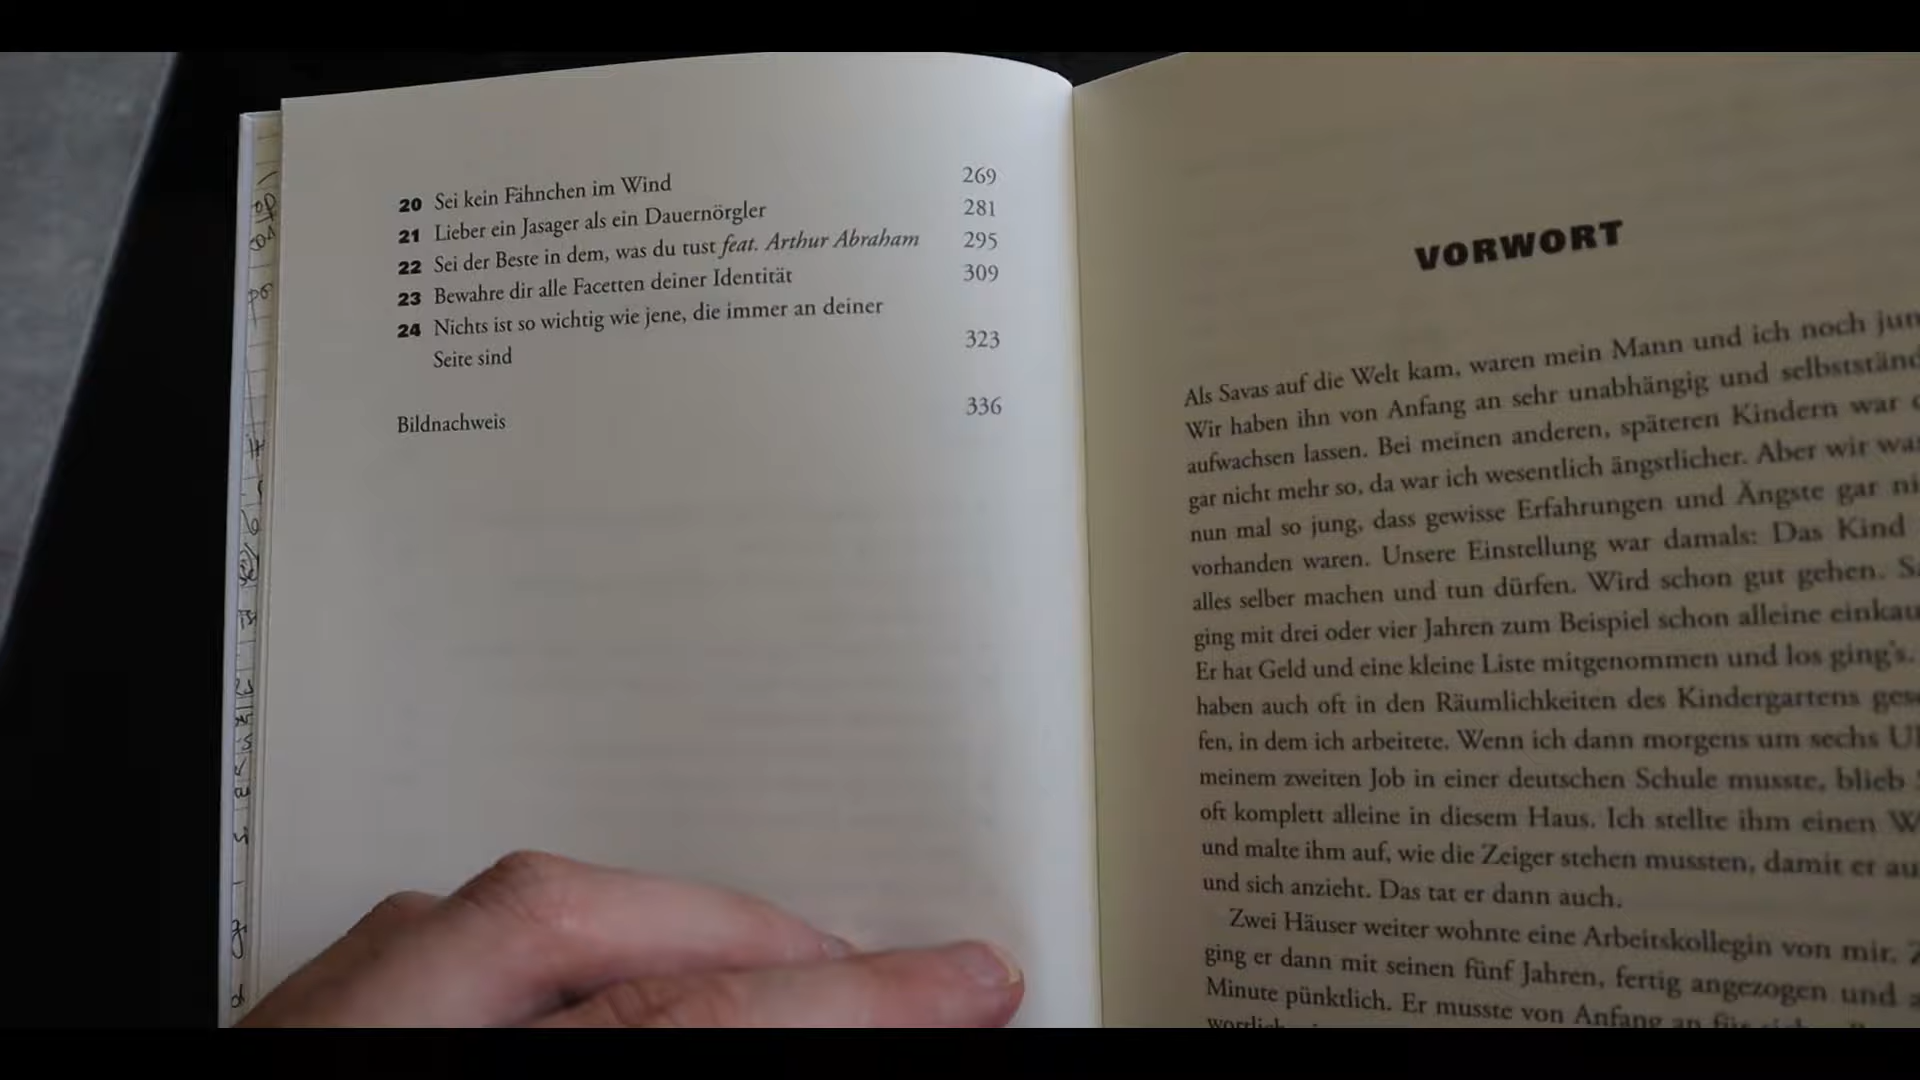 20 Sei kein Fähnchen im Wind 269
21 Lieber ein Jasager als ein Dauernörgler 281
22 Sei der Beste in dem, was du tust feat. Arthur Abraham 295
23 Bewahre dir alle Facetten deiner Identität 309
24 Nichts ist so wichtig wie jene, die immer an deiner
Seite sind 323
Bildnachweis 336
VORWORT
Als Savas auf die Welt kam, waren mein Mann und ich noch jun
Wir haben ihn von Anfang an sehr unabhängig und selbstständ
aufwachsen lassen. Bei meinen anderen, späteren Kindern war
gar nicht mehr so, da war ich wesentlich ängstlicher. Aber wir wa
nun mal so jung, dass gewisse Erfahrungen und Ängste gar ni
vorhanden waren. Unsere Einstellung war damals: Das Kind
alles selber machen und tun dürfen. Wird schon gut gehen. S
ging mit drei oder vier Jahren zum Beispiel schon alleine einkau
Er hat Geld und eine kleine Liste mitgenommen und los ging's.
haben auch oft in den Räumlichkeiten des Kindergartens ges
fen, in dem ich arbeitete. Wenn ich dann morgens um sechs U
meinem zweiten Job in einer deutschen Schule musste, blieb
oft komplett alleine in diesem Haus. Ich stellte ihm einen W
und malte ihm auf, wie die Zeiger stehen mussten, damit er au
und sich anzieht. Das tat er dann auch.
Zwei Häuser weiter wohnte eine Arbeitskollegin von mir.
ging er dann mit seinen fünf Jahren, fertig angezogen und a
Minute pünktlich. Er musste von Anfang an für